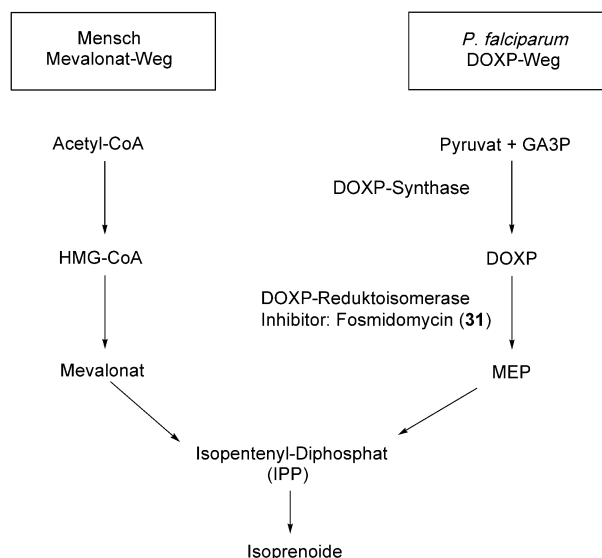 Mensch
Mevalonat-Weg
P. falciparum
DOXP-Weg
Acetyl-CoA
Pyruvat + GA3P
DOXP-Synthase
HMG-CoA
DOXP
DOXP-Reduktoisomerase
Inhibitor: Fosmidomycin (31)
Mevalonat
MEP
Isopentenyl-Diphosphat
(IPP)
Isoprenoide